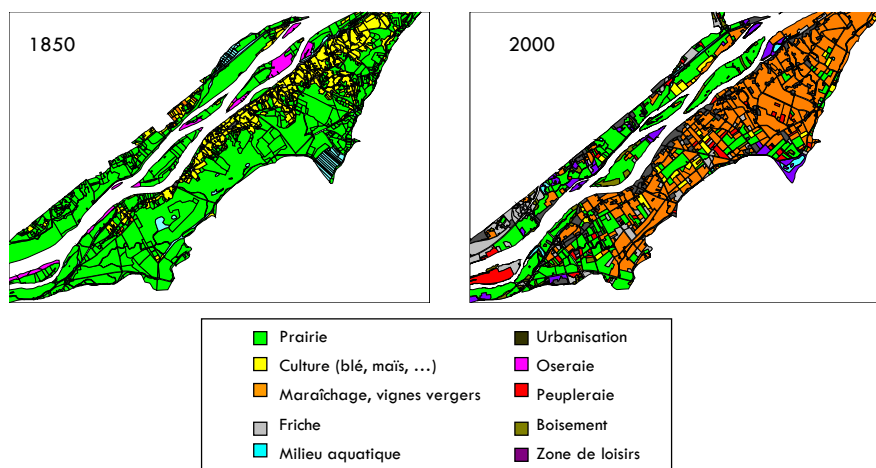 1850
2000
Prairie
Culture (blé, maïs, ...)
Maraîchage, vignes vergers
Friche
Milieu aquatique
Urbanisation
Oseraie
Peupleraie
Boisement
Zone de loisirs